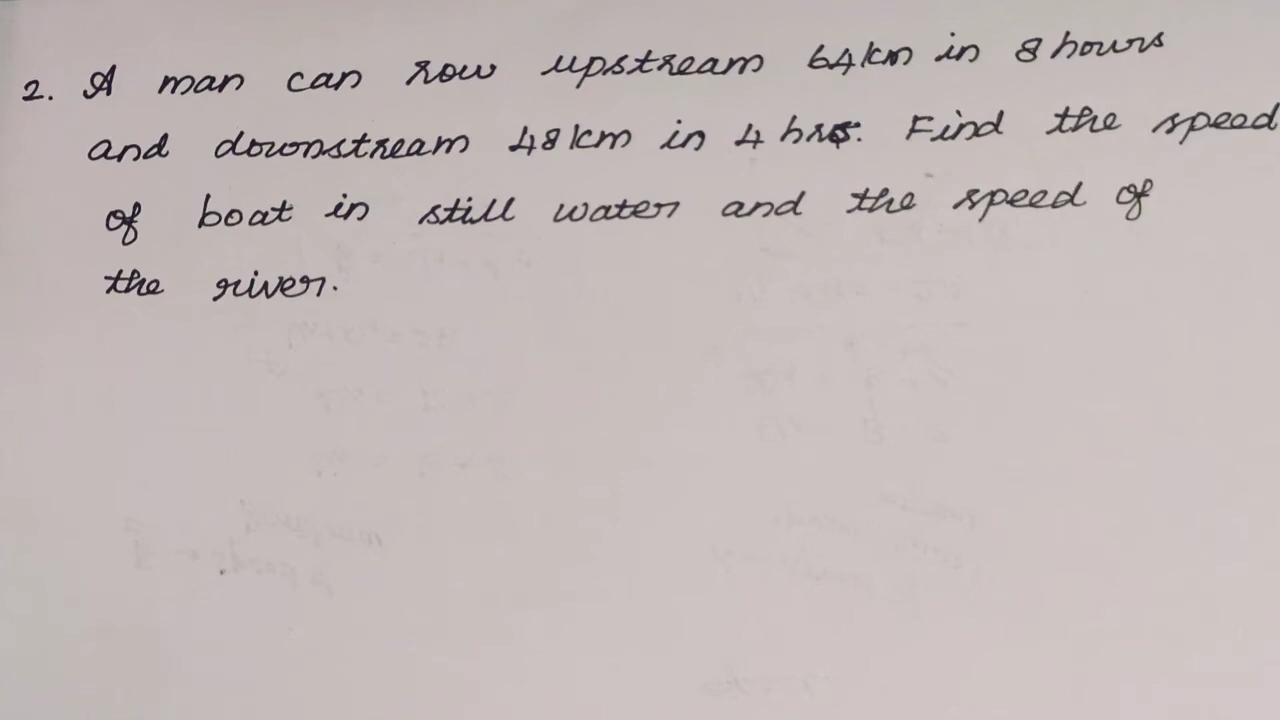 2. A man can row upstream 64km in 8 hours
and downstream 48km in 4 hrs. Find the speed
of boat in still water and the speed of
the river.